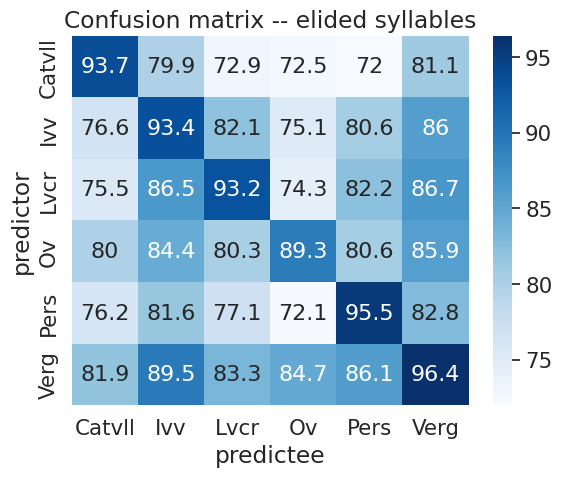 Confusion matrix -- elided syllables
Catvll 93.7 79.9 72.9 72.5 72 81.1
Ivv 76.6 93.4 82.1 75.1 80.6 86
Lvcr 75.5 86.5 93.2 74.3 82.2 86.7
Ov 80 84.4 80.3 89.3 80.6 85.9
Pers 76.2 81.6 77.1 72.1 95.5 82.8
Verg 81.9 89.5 83.3 84.7 86.1 96.4
predictor
Catvll Ivv Lvcr Ov Pers Verg
predictee
95
90
85
80
75